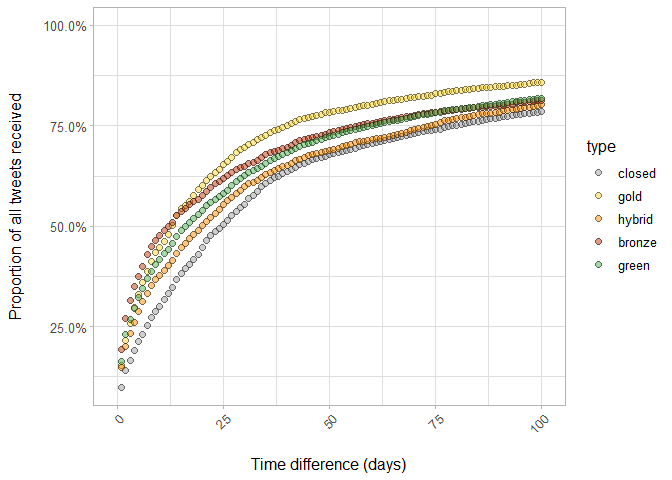 100.0%
75.0%
50.0%
25.0%
Proportion of all tweets received
0
25
50
75
100
Time difference (days)
type
closed
gold
hybrid
bronze
green